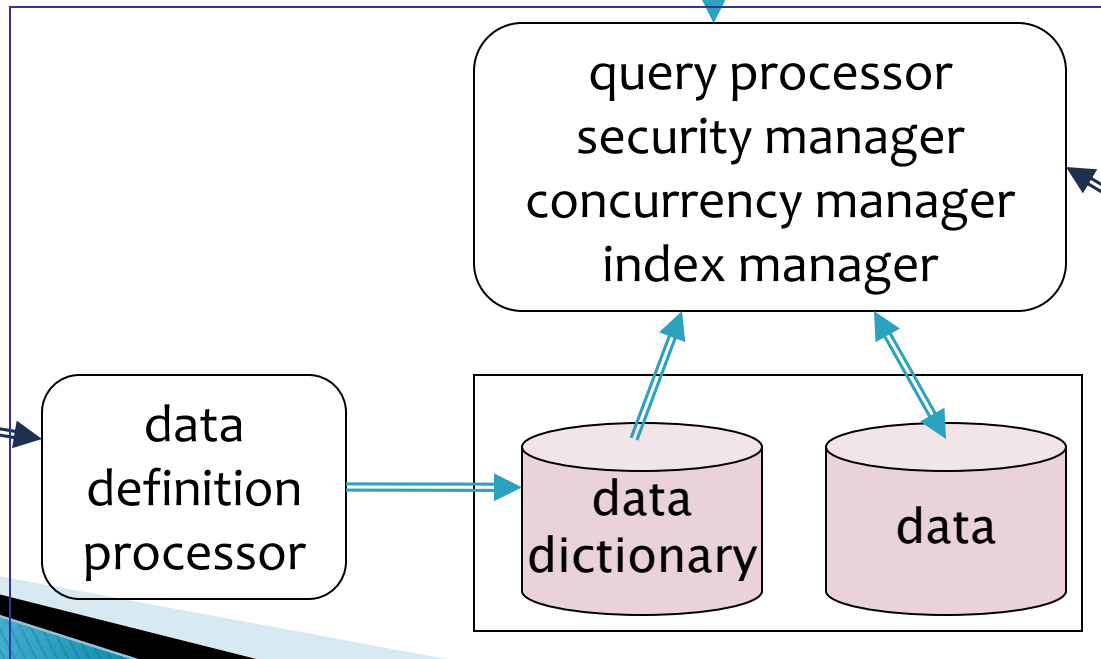 query processor
security manager
concurrency manager
index manager
data
definition
processor
data
dictionary
data